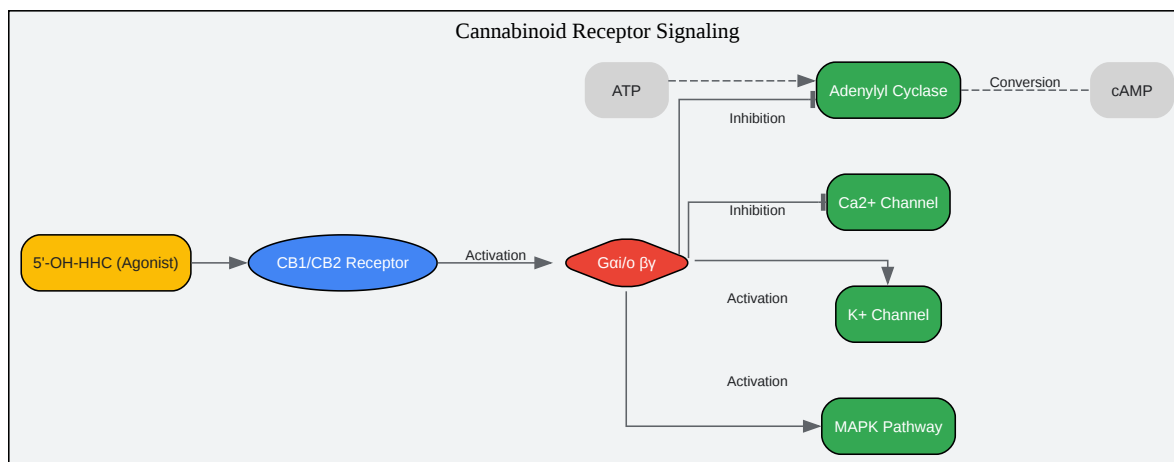 Cannabinoid Receptor Signaling
ATP
Adenylyl Cyclase
Conversion
cAMP
Inhibition
Ca2+ Channel
Inhibition
5'-OH-HHC (Agonist)
CB1/CB2 Receptor
Activation
Gαi/o βγ
Activation
K+ Channel
Activation
MAPK Pathway